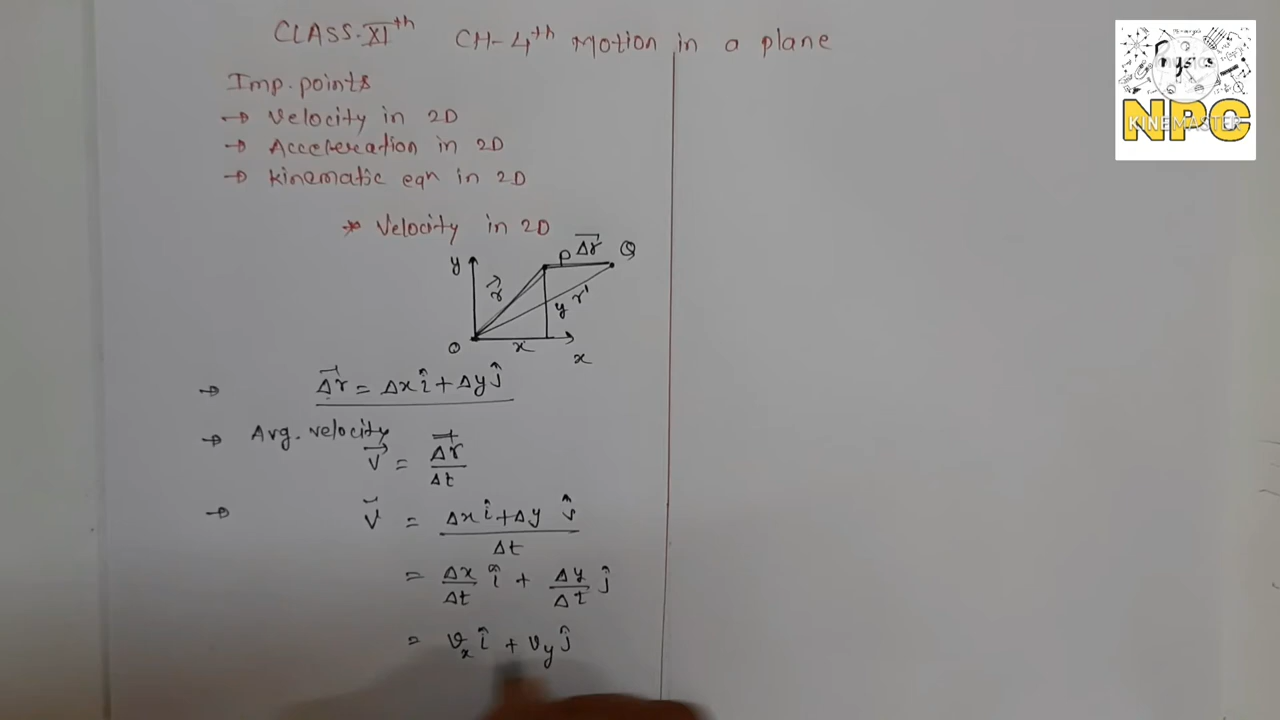 CLASS-XIth CH-4th Motion in a plane
Imp. points
→ Velocity in 2D
→ Acceleration in 2D
→ Kinematic eqn in 2D
* Velocity in 2D
y r⃗ P Δr⃗ Q
y r'
O x x
→ Δr⃗ = Δx î + Δy ĵ
→ Avg. velocity
V⃗ = Δr⃗/Δt
→ V⃗ = (Δx î + Δy ĵ)/Δt
= Δx/Δt î + Δy/Δt ĵ
= vx î + vy ĵ
Physics
NPC
KINEMASTER